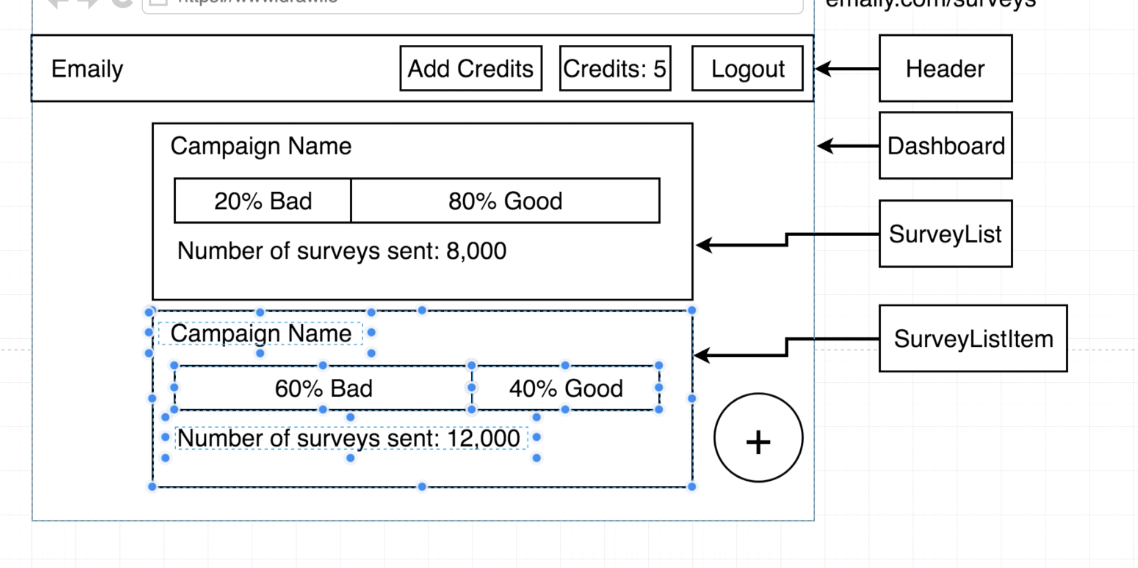 emaily.com/surveys
Emaily
Add Credits
Credits: 5
Logout
Header
Dashboard
Campaign Name
20% Bad
80% Good
Number of surveys sent: 8,000
SurveyList
Campaign Name
60% Bad
40% Good
Number of surveys sent: 12,000
SurveyListItem
+